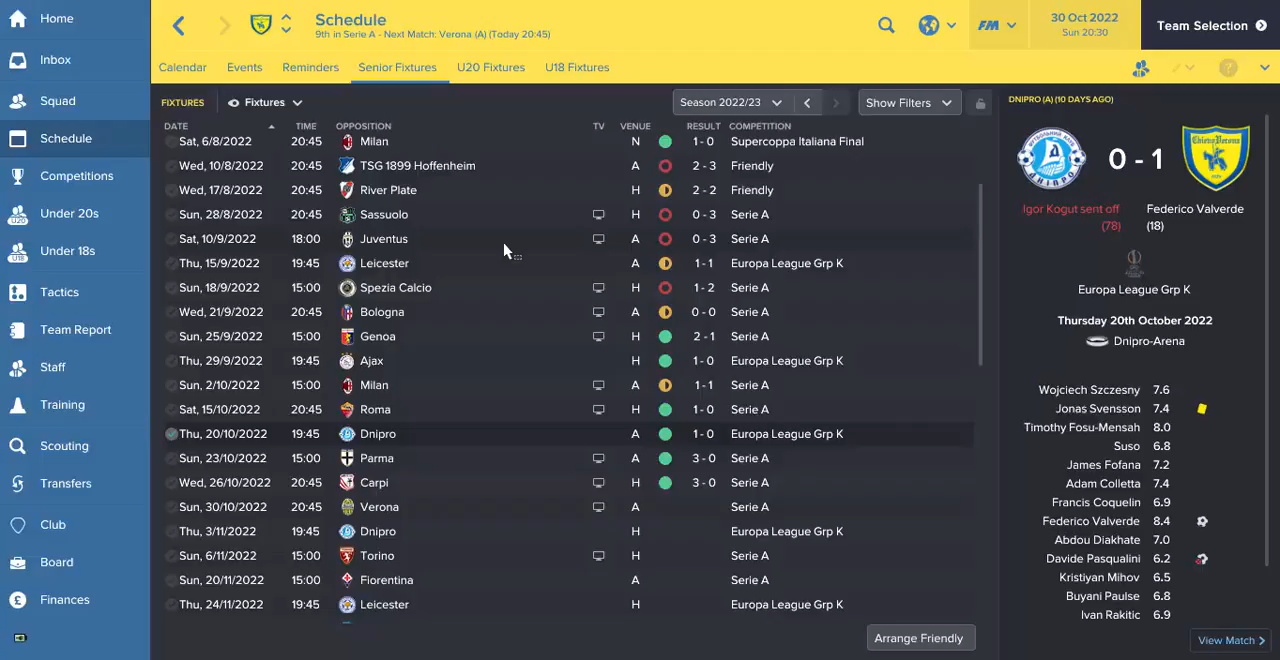 Home
Inbox
Squad
Schedule
Competitions
Under 20s
Under 18s
Tactics
Team Report
Staff
Training
Scouting
Transfers
Club
Board
Finances
Schedule
9th in Serie A - Next Match: Verona (A) (Today 20:45)
FM
30 Oct 2022
Sun 20:30
Team Selection
Calendar Events Reminders Senior Fixtures U20 Fixtures U18 Fixtures
FIXTURES Fixtures Season 2022/23 Show Filters
DATE TIME OPPOSITION TV VENUE RESULT COMPETITION
Sat, 6/8/2022 20:45 Milan N 1 - 0 Supercoppa Italiana Final
Wed, 10/8/2022 20:45 TSG 1899 Hoffenheim A 2 - 3 Friendly
Wed, 17/8/2022 20:45 River Plate H 2 - 2 Friendly
Sun, 28/8/2022 20:45 Sassuolo H 0 - 3 Serie A
Sat, 10/9/2022 18:00 Juventus A 0 - 3 Serie A
Thu, 15/9/2022 19:45 Leicester A 1 - 1 Europa League Grp K
Sun, 18/9/2022 15:00 Spezia Calcio H 1 - 2 Serie A
Wed, 21/9/2022 20:45 Bologna A 0 - 0 Serie A
Sun, 25/9/2022 15:00 Genoa H 2 - 1 Serie A
Thu, 29/9/2022 19:45 Ajax H 1 - 0 Europa League Grp K
Sun, 2/10/2022 15:00 Milan A 1 - 1 Serie A
Sat, 15/10/2022 20:45 Roma H 1 - 0 Serie A
Thu, 20/10/2022 19:45 Dnipro A 1 - 0 Europa League Grp K
Sun, 23/10/2022 15:00 Parma A 3 - 0 Serie A
Wed, 26/10/2022 20:45 Carpi H 3 - 0 Serie A
Sun, 30/10/2022 20:45 Verona A Serie A
Thu, 3/11/2022 19:45 Dnipro H Europa League Grp K
Sun, 6/11/2022 15:00 Torino H Serie A
Sun, 20/11/2022 15:00 Fiorentina A Serie A
Thu, 24/11/2022 19:45 Leicester H Europa League Grp K
Arrange Friendly
DNIPRO (A) (10 DAYS AGO)
0 - 1
Igor Kogut sent off (78)
Federico Valverde (18)
Europa League Grp K
Thursday 20th October 2022
Dnipro-Arena
Wojciech Szczesny 7.6
Jonas Svensson 7.4
Timothy Fosu-Mensah 8.0
Suso 6.8
James Fofana 7.2
Adam Colletta 7.4
Francis Coquelin 6.9
Federico Valverde 8.4
Abdou Diakhate 7.0
Davide Pasqualini 6.2
Kristiyan Mihov 6.5
Buyani Paulse 6.8
Ivan Rakitic 6.9
View Match